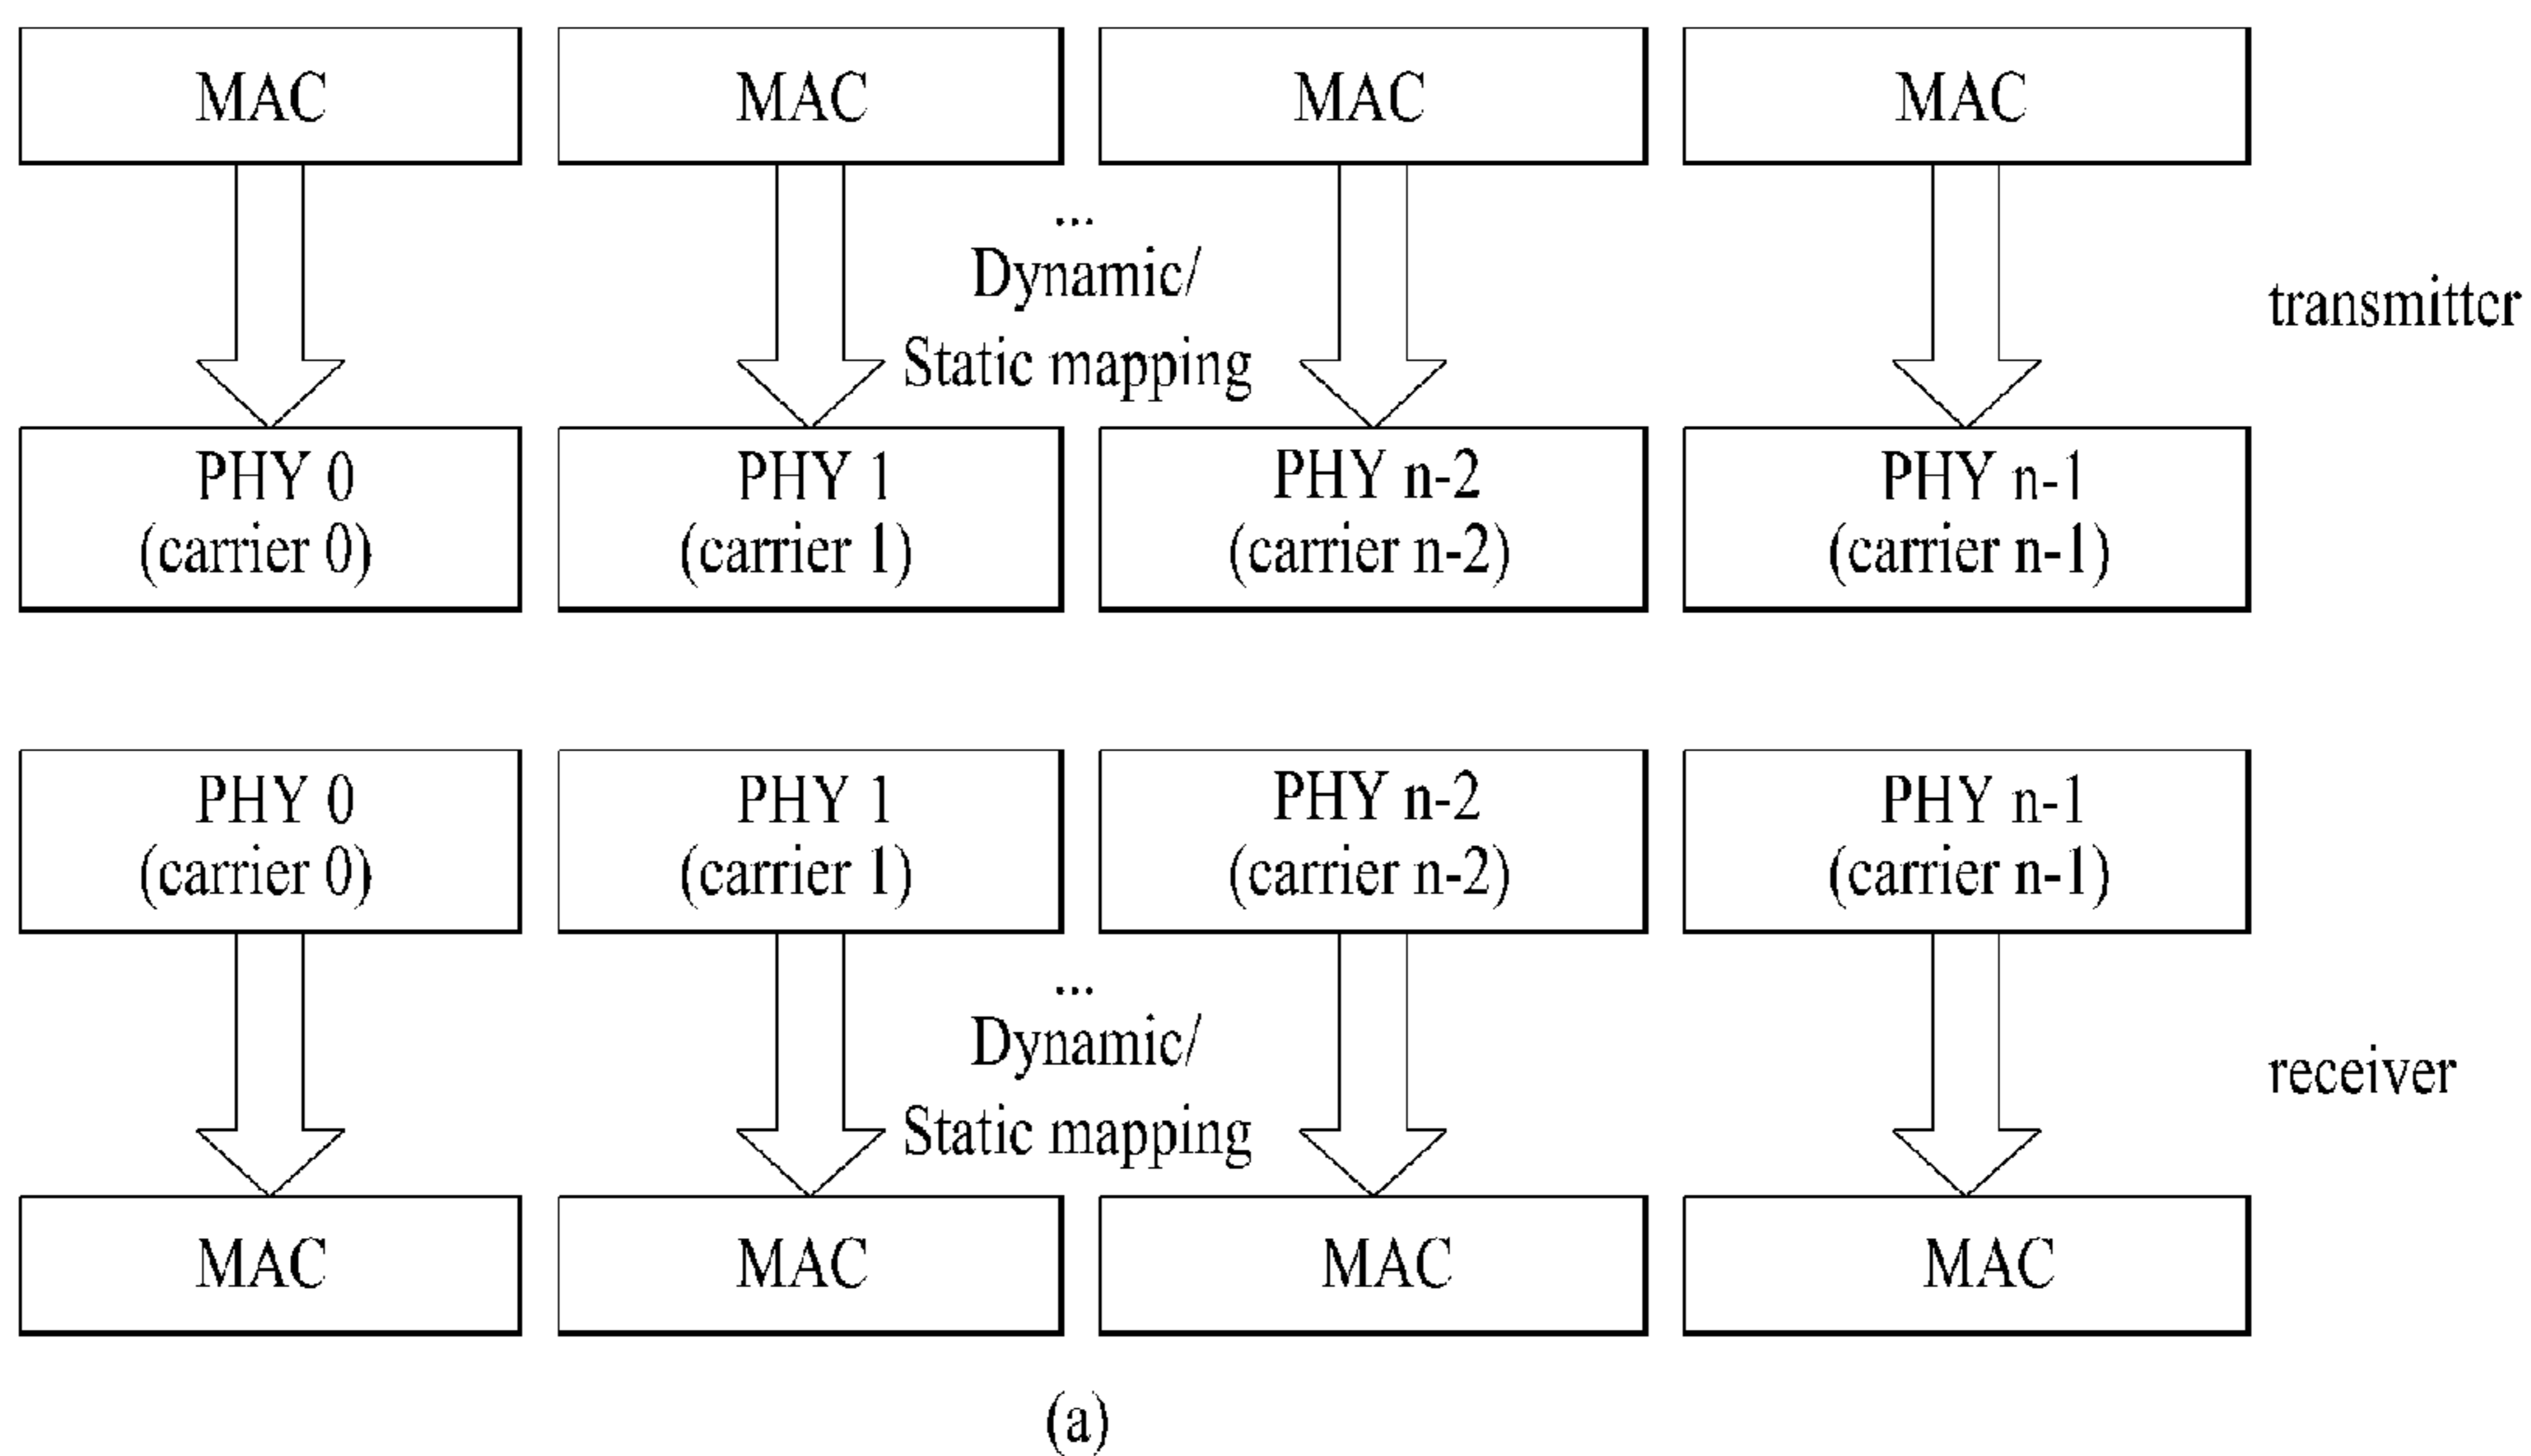 MAC MAC MAC MAC
...
Dynamic/
Static mapping
transmitter
PHY 0 PHY 1 PHY n-2 PHY n-1
(carrier 0) (carrier 1) (carrier n-2) (carrier n-1)
PHY 0 PHY 1 PHY n-2 PHY n-1
(carrier 0) (carrier 1) (carrier n-2) (carrier n-1)
...
Dynamic/
Static mapping
receiver
MAC MAC MAC MAC
(a)